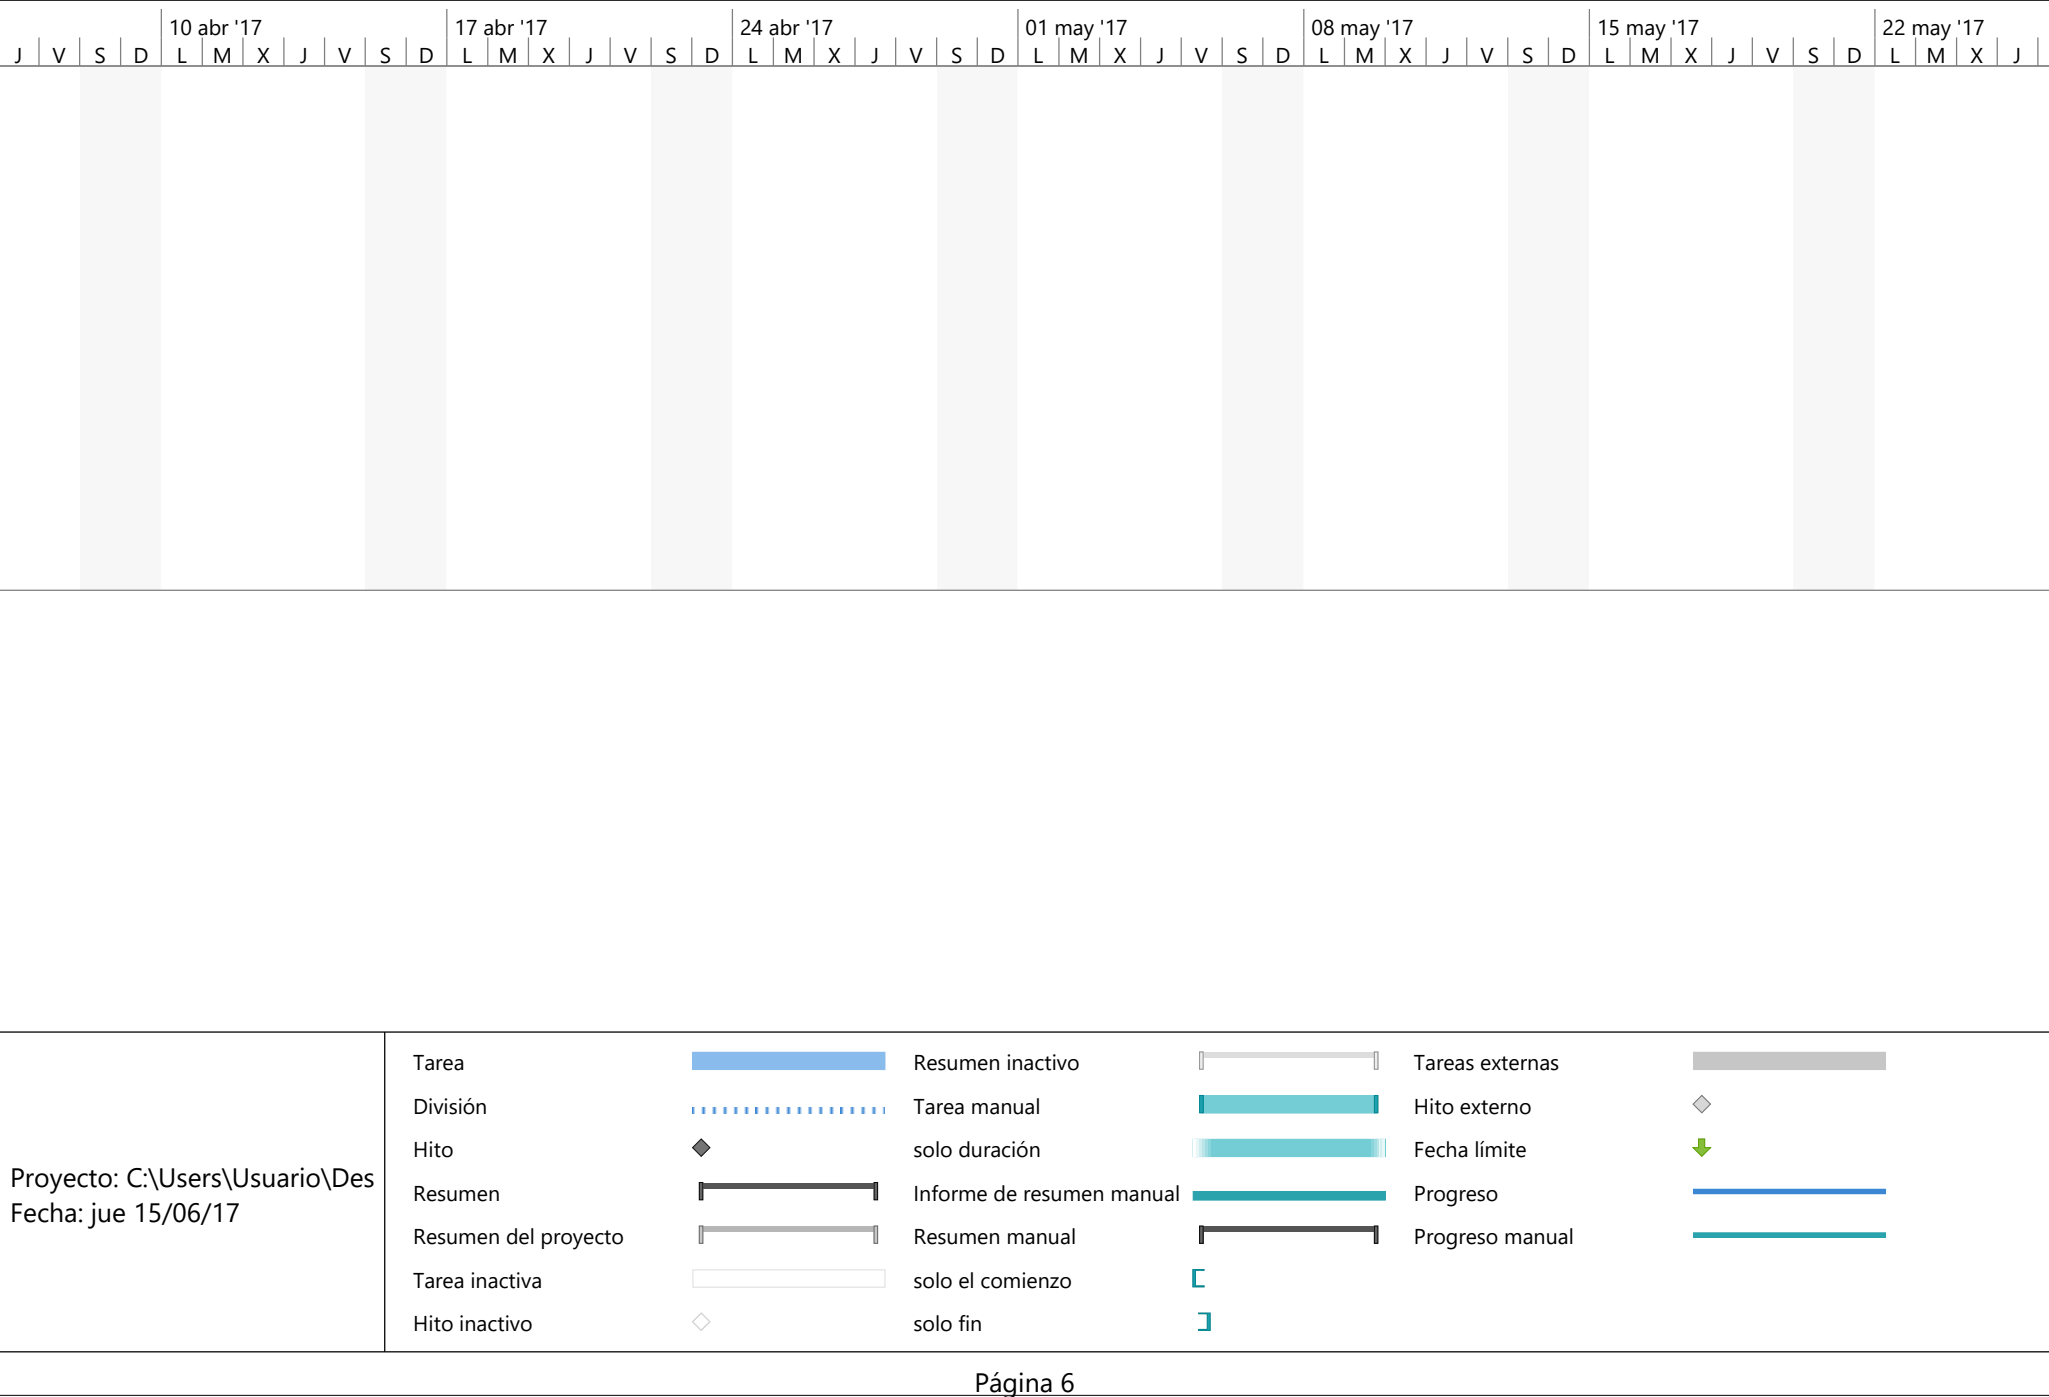 10 abr '17 17 abr '17 24 abr '17 01 may '17 08 may '17 15 may '17 22 may '17
J V S D L M X J V S D L M X J V S D L M X J V S D L M X J V S D L M X J V S D L M X J V S D L M X J
Tarea Resumen inactivo Tareas externas
División Tarea manual Hito externo
Hito solo duración Fecha límite
Proyecto: C:\Users\Usuario\Des
Fecha: jue 15/06/17
Resumen Informe de resumen manual Progreso
Resumen del proyecto Resumen manual Progreso manual
Tarea inactiva solo el comienzo
Hito inactivo solo fin
Página 6